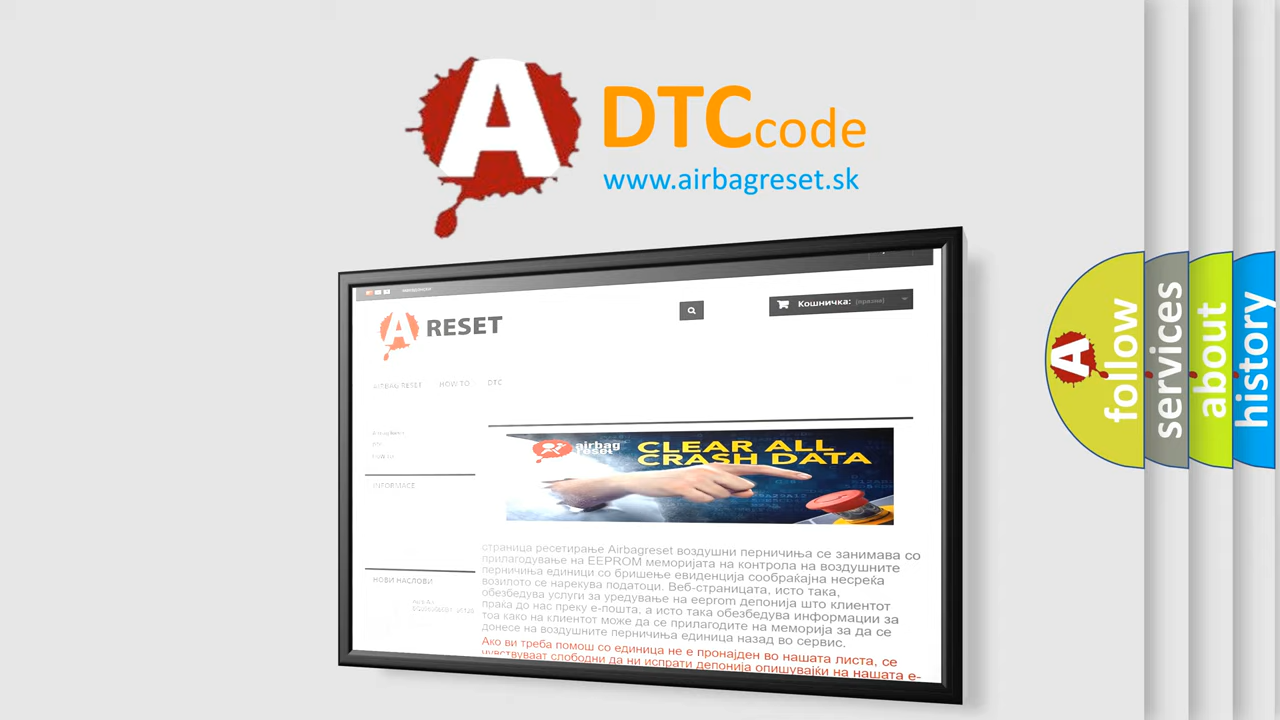 A
DTC code
www.airbagreset.sk
A RESET
Кошничка: (празни)
AIRBAG RESET HOW TO DTC
airbag
reset
CLEAR ALL
CRASH DATA
INFORMACE
страница ресетирање Airbagreset воздушни перничиња се занимава со
прилагодување на EEPROM меморијата на контрола на воздушните
перничиња единици со бришење евиденција сообраќајна несреќа
возилото се нарекува податоци. Веб-страницата, исто така,
обезбедува услуги за уредување на eeprom депонија што клиентот
праќа до нас преку е-пошта, а исто така обезбедува информации за
тоа како на клиентот може да се прилагодите на меморија за да се
донесе на воздушните перничиња единица назад во сервис.
Ако ви треба помош со единица не е пронајден во нашата листа, се
чувствуваат слободни да ни испрати депонија опишувајќи на нашата е-
НОВИ НАСЛОВИ
A
follow
services
about
history